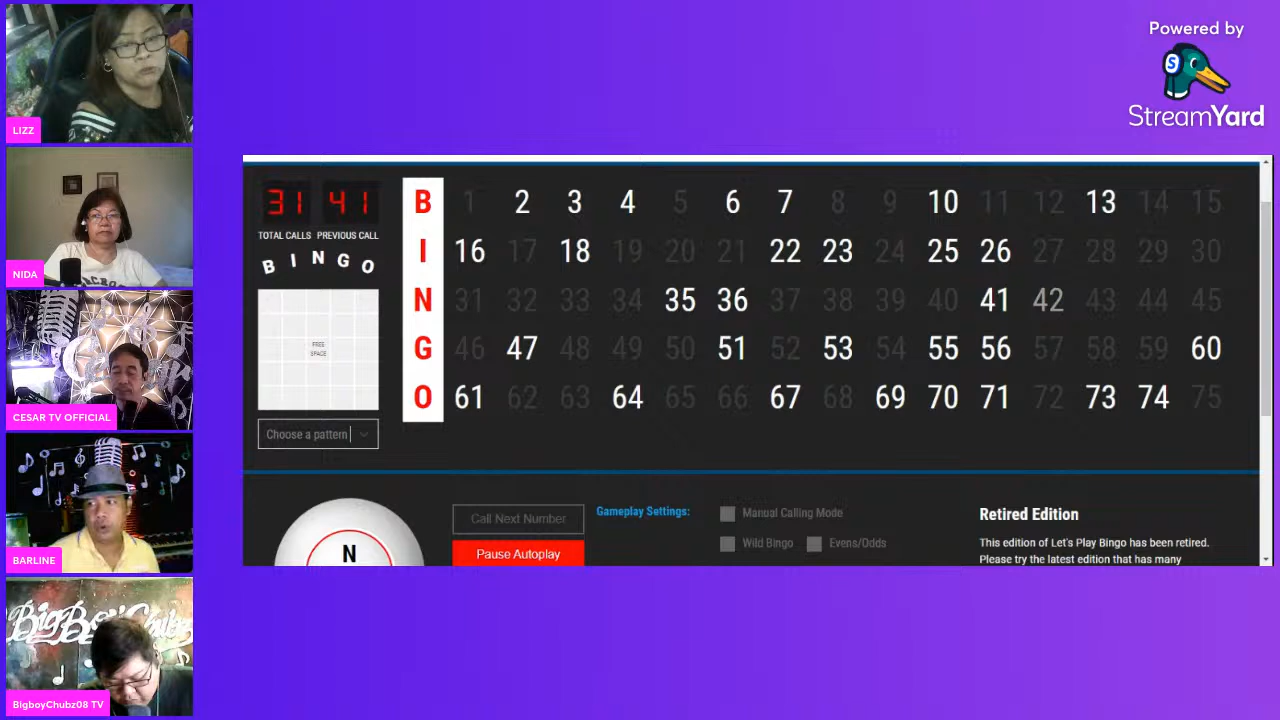 Powered by
StreamYard
LIZZ
NIDA
CESAR TV OFFICIAL
BARLINE
BigBoyChubz
BigboyChubz08 TV
31 41
TOTAL CALLS PREVIOUS CALL
BINGO
FREE
SPACE
Choose a pattern
B 1 2 3 4 5 6 7 8 9 10 11 12 13 14 15
I 16 17 18 19 20 21 22 23 24 25 26 27 28 29 30
N 31 32 33 34 35 36 37 38 39 40 41 42 43 44 45
G 46 47 48 49 50 51 52 53 54 55 56 57 58 59 60
O 61 62 63 64 65 66 67 68 69 70 71 72 73 74 75
N
Call Next Number
Pause Autoplay
Gameplay Settings:
Manual Calling Mode
Wild Bingo Evens/Odds
Retired Edition
This edition of Let's Play Bingo has been retired.
Please try the latest edition that has many